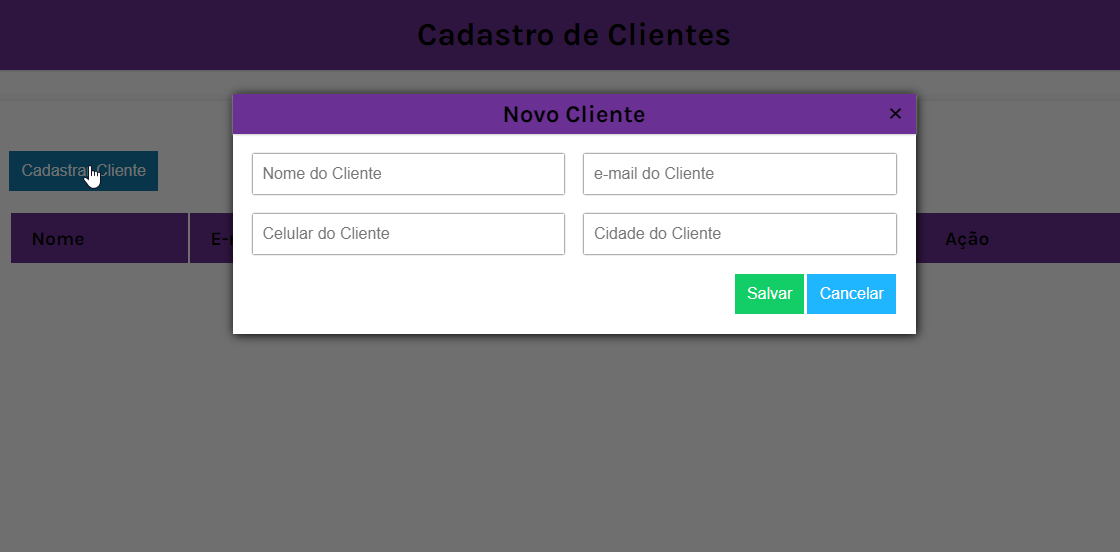 Cadastro de Clientes
Novo Cliente ×
Nome do Cliente e-mail do Cliente
Cadastrar Cliente
Celular do Cliente Cidade do Cliente
Nome Ação
Salvar Cancelar